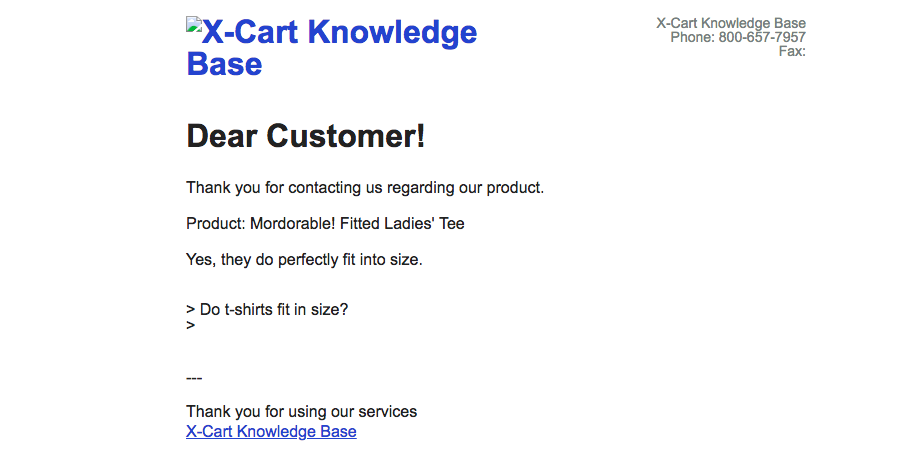 X-Cart Knowledge
Base
X-Cart Knowledge Base
Phone: 800-657-7957
Fax:
Dear Customer!
Thank you for contacting us regarding our product.
Product: Mordorable! Fitted Ladies' Tee
Yes, they do perfectly fit into size.
> Do t-shirts fit in size?
>
---
Thank you for using our services
X-Cart Knowledge Base